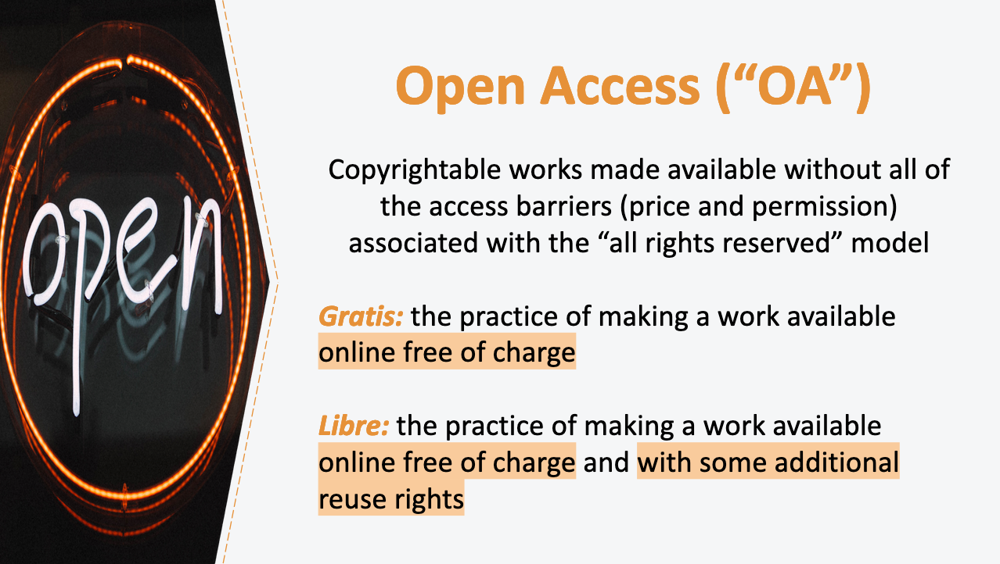 open
Open Access (“OA”)
Copyrightable works made available without all of
the access barriers (price and permission)
associated with the “all rights reserved” model
Gratis: the practice of making a work available
online free of charge
Libre: the practice of making a work available
online free of charge and with some additional
reuse rights